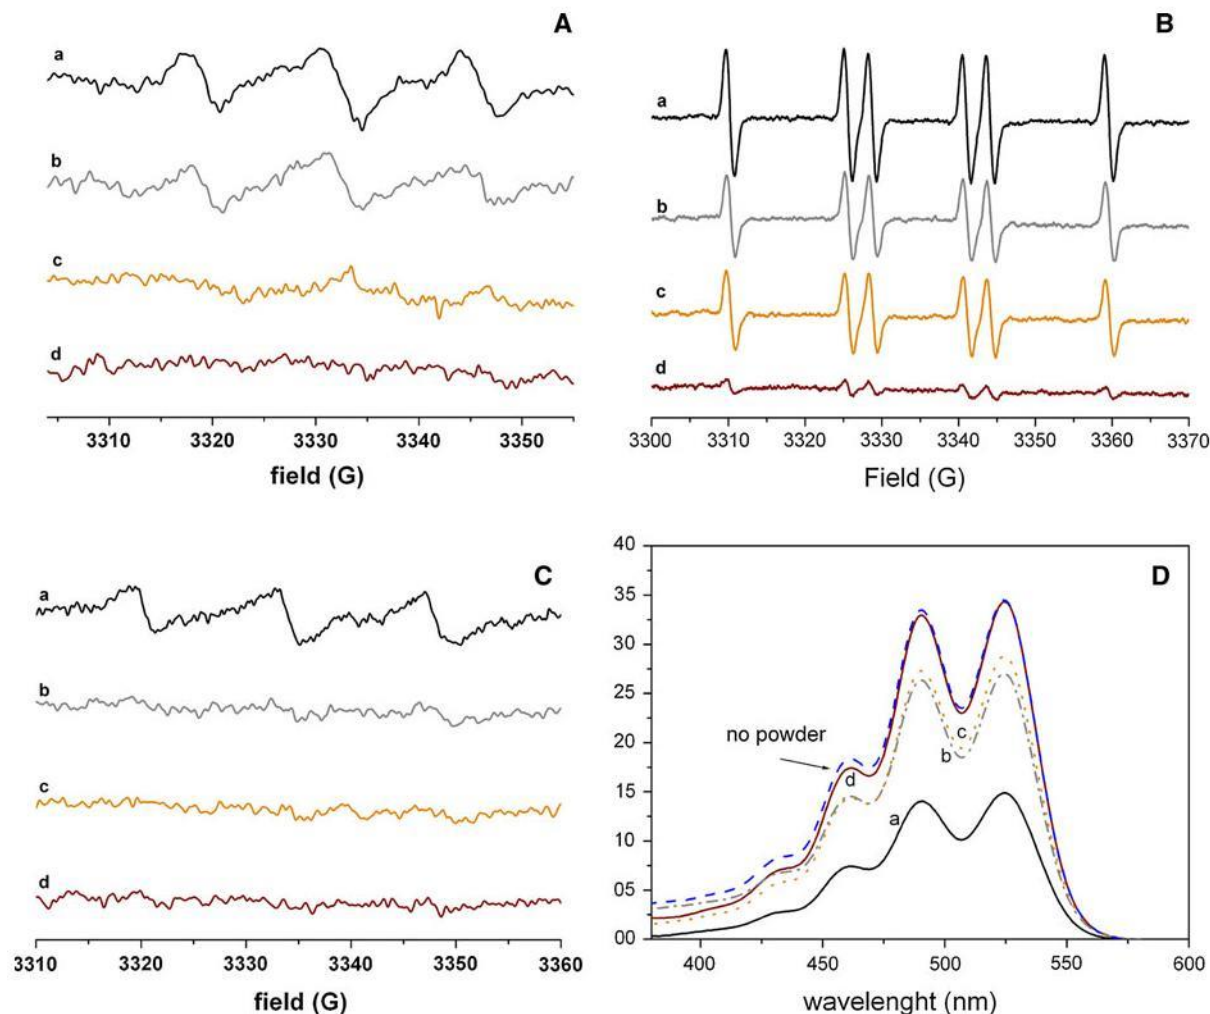 A
a
b
c
d
3310 3320 3330 3340 3350
field (G)
B
a
b
c
d
3300 3310 3320 3330 3340 3350 3360 3370
Field (G)
C
a
b
c
d
3310 3320 3330 3340 3350 3360
field (G)
D
40
35
30
25
20
15
10
05
00
no powder
d
c
b
a
400 450 500 550 600
wavelenght (nm)